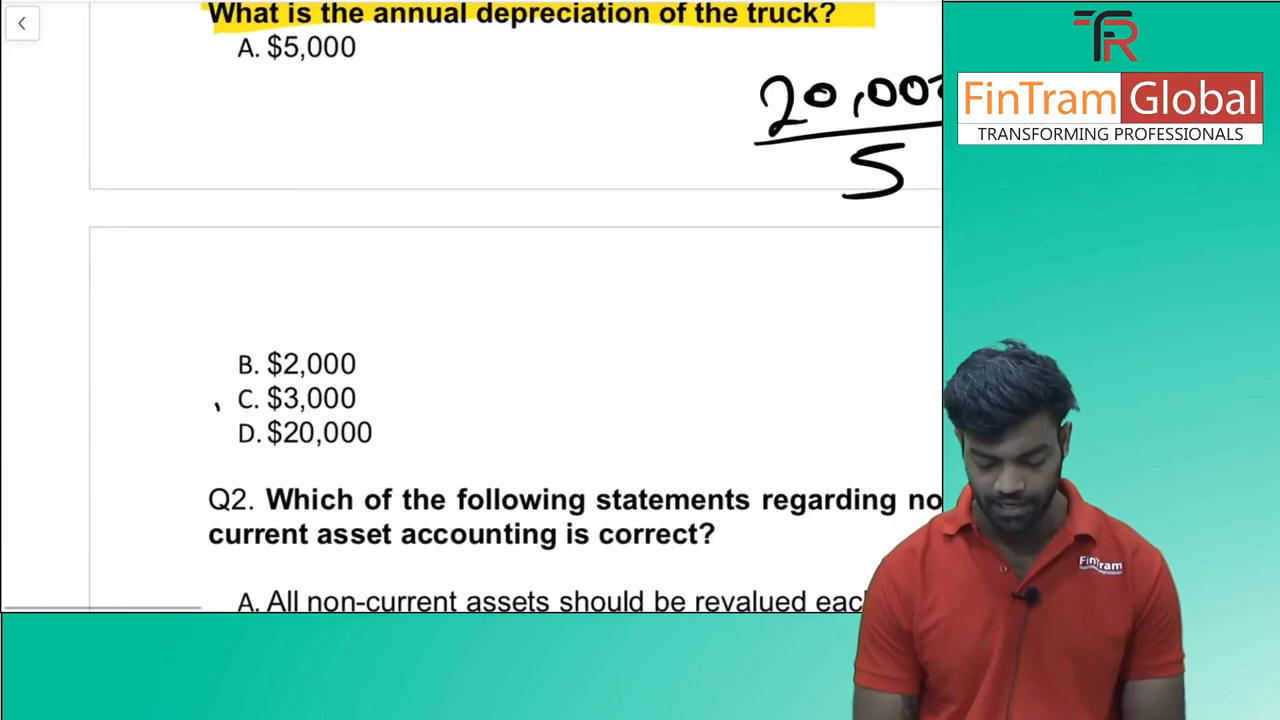 What is the annual depreciation of the truck?
A. $5,000
20,00
5
B. $2,000
C. $3,000
D. $20,000
Q2. Which of the following statements regarding no
current asset accounting is correct?
A. All non-current assets should be revalued eac
FR
FinTram Global
TRANSFORMING PROFESSIONALS
FinTram